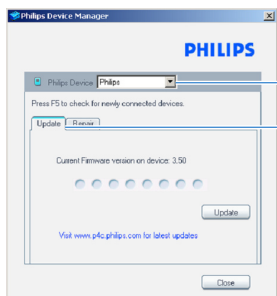 Philips Device Manager
PHILIPS
Philips Device Philips
Press F5 to check for newly connected devices.
Update Repair
Current Firmware version on device: 3.50
Update
Visit www.p4c.philips.com for latest updates
Close